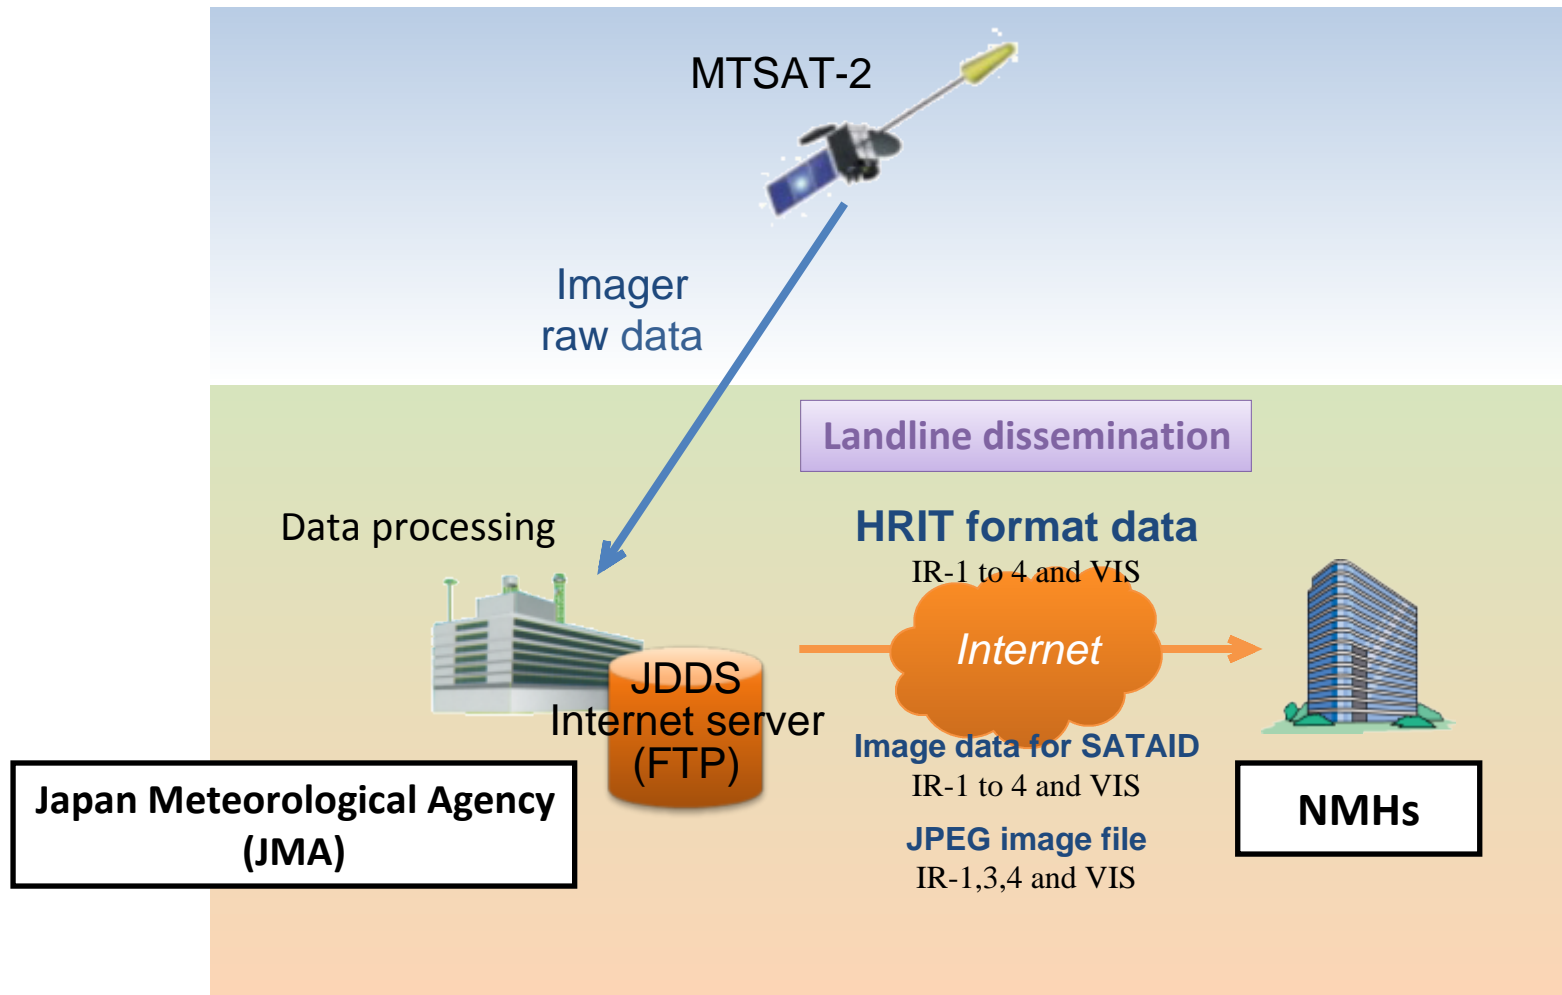 MTSAT-2
Imager
raw data
Landline dissemination
Data processing
HRIT format data
IR-1 to 4 and VIS
Internet
JDDS
Internet server
(FTP)
Image data for SATAID
IR-1 to 4 and VIS
JPEG image file
IR-1,3,4 and VIS
Japan Meteorological Agency
(JMA)
NMHs